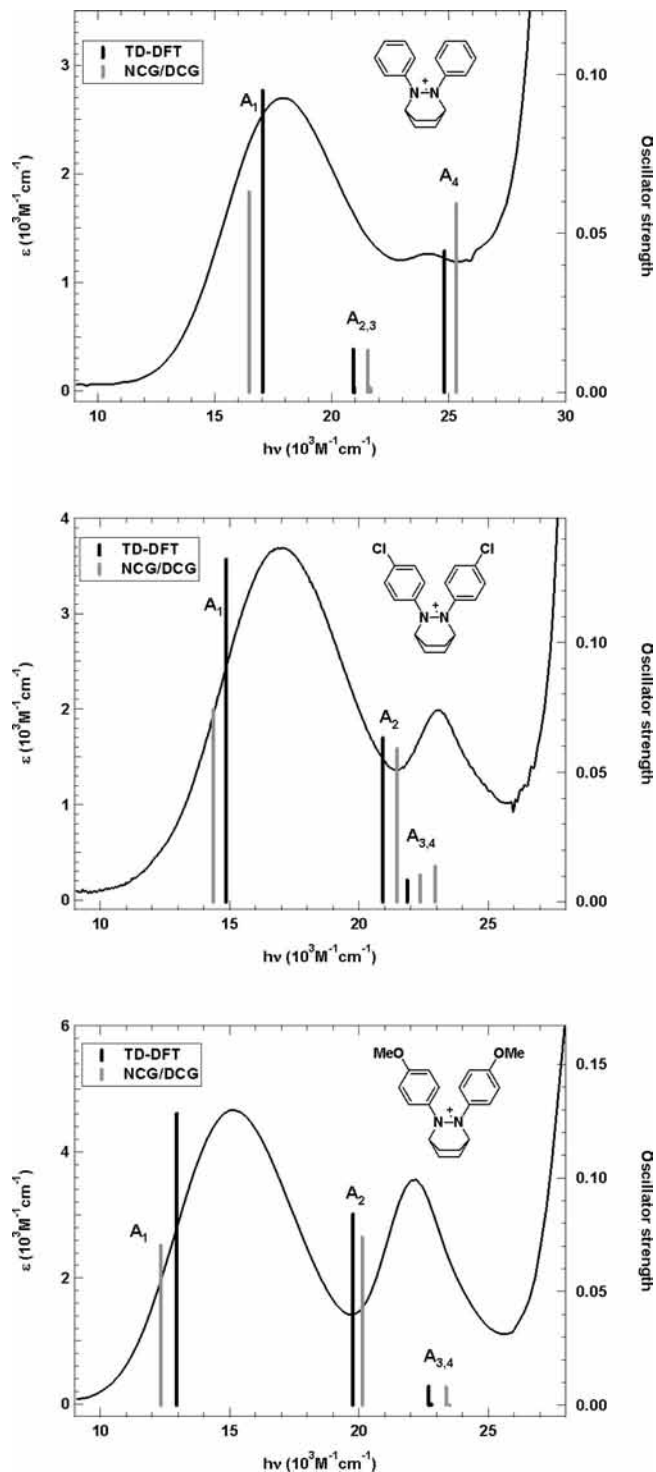 TD-DFT
NCG/DCG
A1
N–N
+
A4
A2,3
3
2
1
0
ε (10³M⁻¹cm⁻¹)
0.10
0.05
0.00
Oscillator strength
10 15 20 25 30
hν (10³M⁻¹cm⁻¹)
TD-DFT
NCG/DCG
Cl Cl
N–N
+
A1
A2
A3,4
4
3
2
1
0
ε (10³M⁻¹cm⁻¹)
0.10
0.05
0.00
Oscillator strength
10 15 20 25
hν (10³M⁻¹cm⁻¹)
TD-DFT
NCG/DCG
MeO OMe
N–N
+
A1
A2
A3,4
6
4
2
0
ε (10³M⁻¹cm⁻¹)
0.15
0.10
0.05
0.00
Oscillator strength
10 15 20 25
hν (10³M⁻¹cm⁻¹)